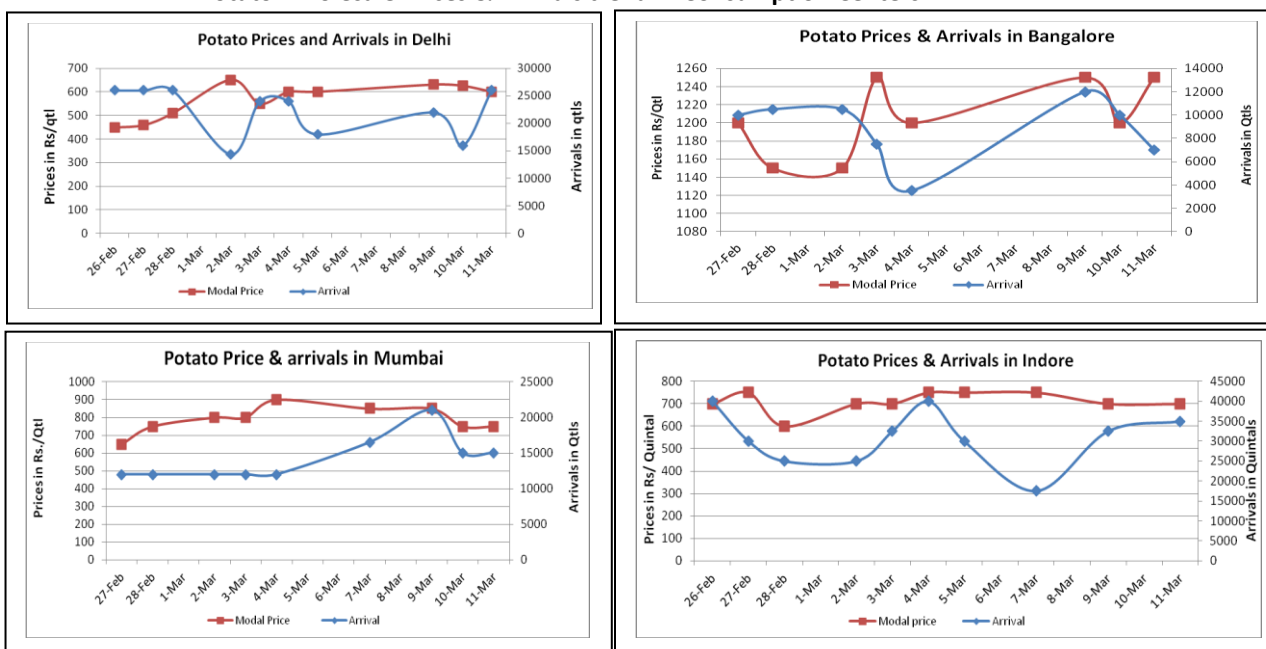 Potato Prices and Arrivals in Delhi
Prices in Rs/qtl
700
600
500
400
300
200
100
0
30000
25000
20000
15000
10000
5000
0
Arrivals in qtls
26-Feb
27-Feb
28-Feb
1-Mar
2-Mar
3-Mar
4-Mar
5-Mar
6-Mar
7-Mar
8-Mar
9-Mar
10-Mar
11-Mar
Modal Price
Arrival
Potato Prices & Arrivals in Bangalore
Prices in Rs/Qtl
1260
1240
1220
1200
1180
1160
1140
1120
1100
1080
14000
12000
10000
8000
6000
4000
2000
0
Arrivals in Qtls
27-Feb
28-Feb
1-Mar
2-Mar
3-Mar
4-Mar
5-Mar
6-Mar
7-Mar
8-Mar
9-Mar
10-Mar
11-Mar
Modal Price
Arrival
Potato Price & arrivals in Mumbai
Prices in Rs./Qtl
1000
900
800
700
600
500
400
300
200
100
0
25000
20000
15000
10000
5000
0
Arrivals in Qtls
27-Feb
28-Feb
1-Mar
2-Mar
3-Mar
4-Mar
5-Mar
6-Mar
7-Mar
8-Mar
9-Mar
10-Mar
11-Mar
Modal Price
Arrival
Potato Prices & Arrivals in Indore
Prices in Rs/ Quintal
800
700
600
500
400
300
200
100
0
45000
40000
35000
30000
25000
20000
15000
10000
5000
0
Arrivals in Quintals
26-Feb
27-Feb
28-Feb
1-Mar
2-Mar
3-Mar
4-Mar
5-Mar
6-Mar
7-Mar
8-Mar
9-Mar
10-Mar
11-Mar
Modal price
Arrival